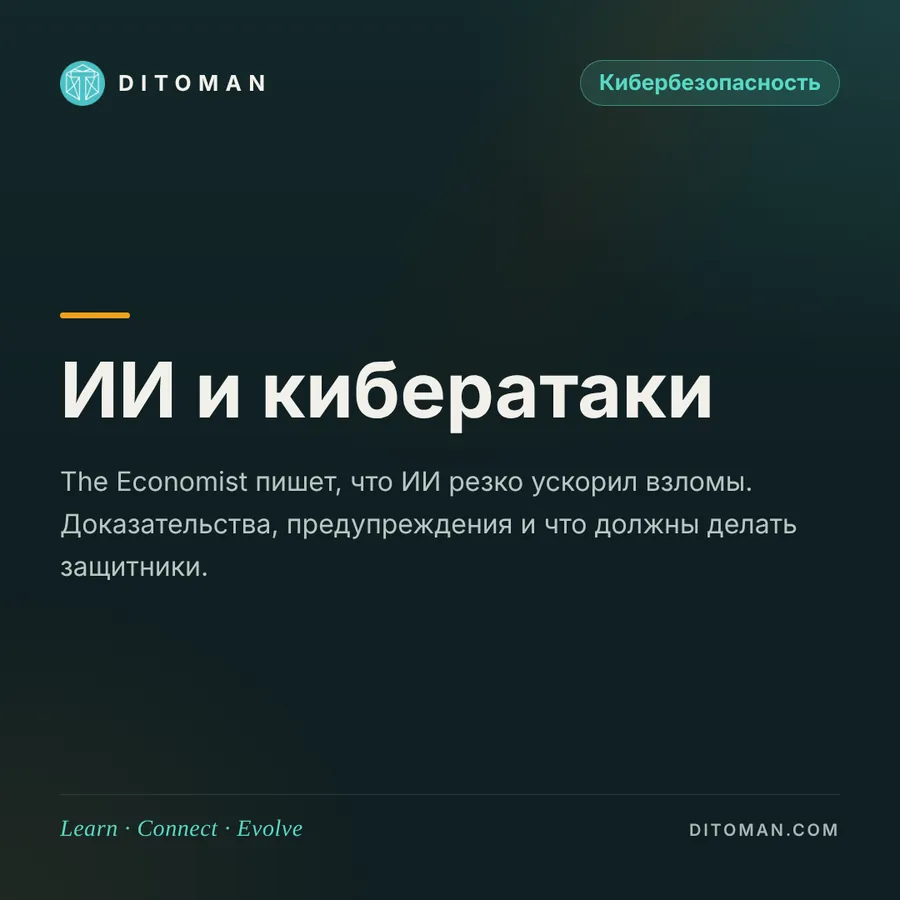 DITOMAN
Кибербезопасность
ИИ и кибератаки
The Economist пишет, что ИИ резко ускорил взломы.
Доказательства, предупреждения и что должны делать
защитники.
Learn · Connect · Evolve
DITOMAN.COM